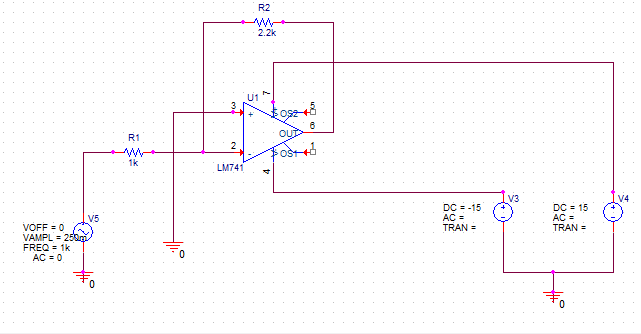 R2
2.2k
U1
7
3
+
OS2
5
OUT
6
2
-
OS1
1
LM741
4
R1
1k
V5
VOFF = 0
VAMPL = 250m
FREQ = 1k
AC = 0
0
0
V3
DC = -15
AC =
TRAN =
+
-
V4
DC = 15
AC =
TRAN =
+
-
0